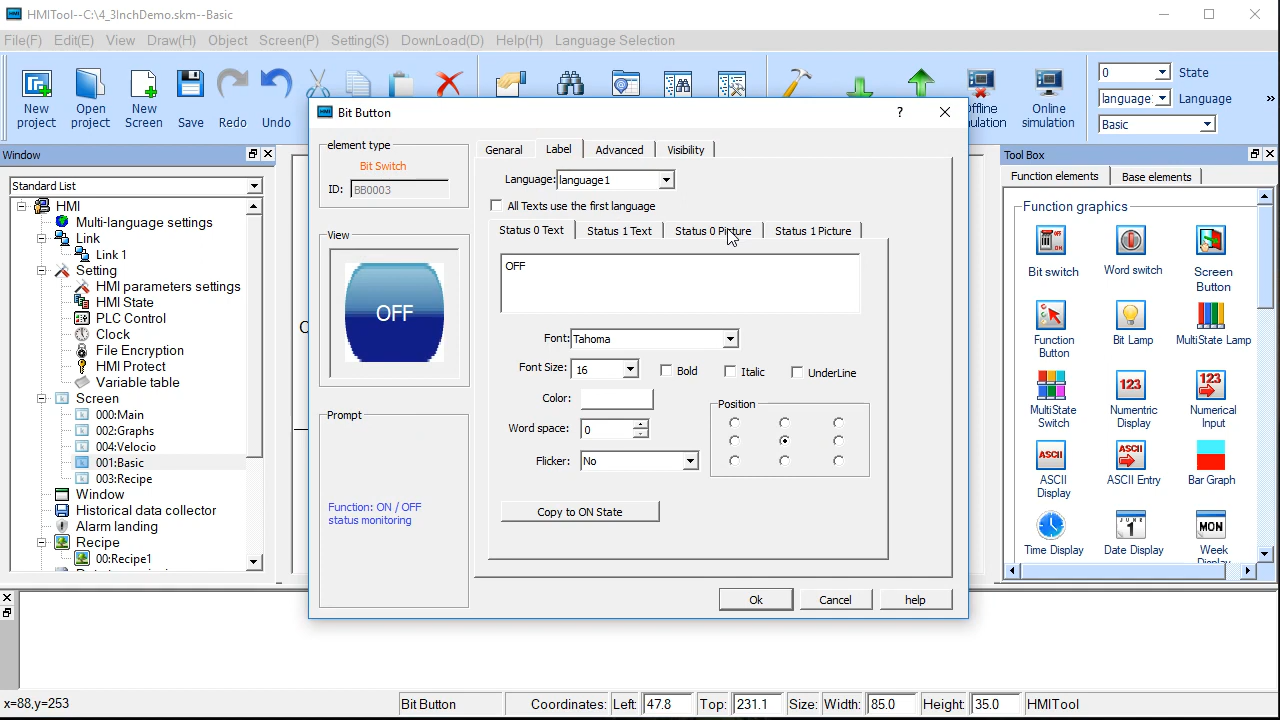 HMITool--C:\4_3InchDemo.skm--Basic
File(F) Edit(E) View Draw(H) Object Screen(P) Setting(S) DownLoad(D) Help(H) Language Selection
New project
Open project
New Screen
Save
Redo
Undo
Offline
simulation
Online simulation
0 State
language: Language
Basic
»
Window
Standard List
HMI
Multi-language settings
Link
Link 1
Setting
HMI parameters settings
HMI State
PLC Control
Clock
File Encryption
HMI Protect
Variable table
Screen
000:Main
002:Graphs
004:Velocio
001:Basic
003:Recipe
Window
Historical data collector
Alarm landing
Recipe
00:Recipe1
Bit Button
?
element type
Bit Switch
ID: BB0003
View
OFF
Prompt
Function: ON / OFF
status monitoring
General Label Advanced Visibility
Language: language1
All Texts use the first language
Status 0 Text Status 1 Text Status 0 Picture Status 1 Picture
OFF
Font: Tahoma
Font Size: 16 Bold Italic UnderLine
Color:
Position
Word space: 0
Flicker: No
Copy to ON State
Ok Cancel help
Tool Box
Function elements Base elements
Function graphics
Bit switch
Word switch
Screen Button
Function Button
Bit Lamp
MultiState Lamp
MultiState Switch
Numeric Display
Numerical Input
Bar Graph
ASCII Display
ASCII Entry
Time Display
Date Display
Week Display
x=88,y=253 Bit Button Coordinates: Left: 47.8 Top: 231.1 Size: Width: 85.0 Height: 35.0 HMITool